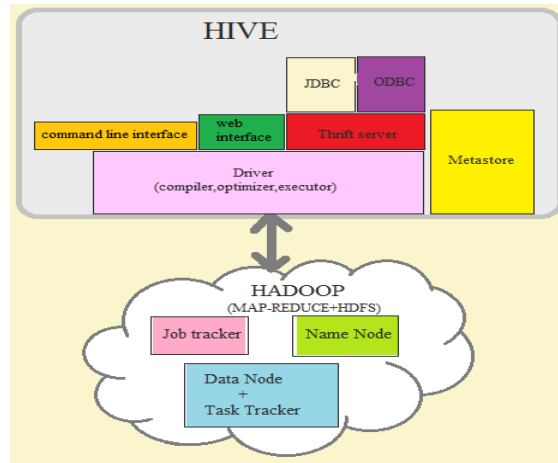 HIVE
JDBC
ODBC
command line interface
web
interface
Thrift server
Metastore
Driver
(compiler,optimizer,executor)
HADOOP
(MAP-REDUCE+HDFS)
Job tracker
Name Node
Data Node
+
Task Tracker